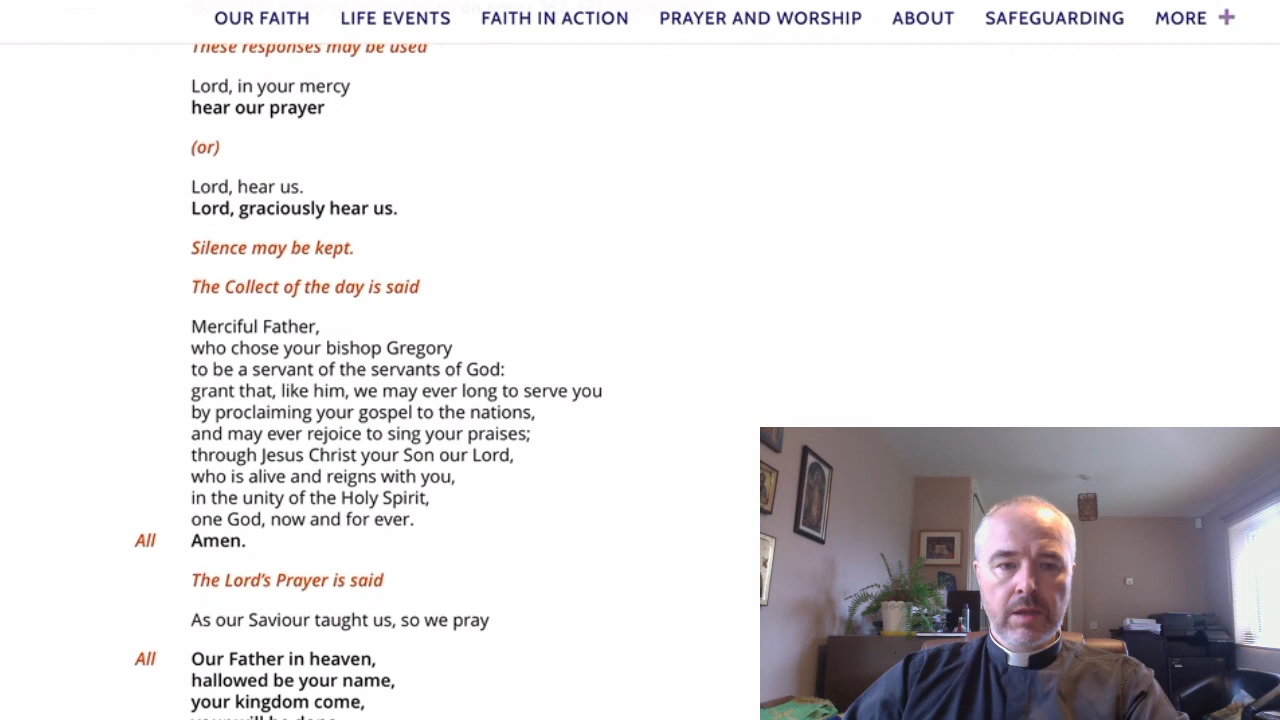 OUR FAITH LIFE EVENTS FAITH IN ACTION PRAYER AND WORSHIP ABOUT SAFEGUARDING MORE +
These responses may be used
Lord, in your mercy
hear our prayer
(or)
Lord, hear us.
Lord, graciously hear us.
Silence may be kept.
The Collect of the day is said
Merciful Father,
who chose your bishop Gregory
to be a servant of the servants of God:
grant that, like him, we may ever long to serve you
by proclaiming your gospel to the nations,
and may ever rejoice to sing your praises;
through Jesus Christ your Son our Lord,
who is alive and reigns with you,
in the unity of the Holy Spirit,
one God, now and for ever.
All Amen.
The Lord's Prayer is said
As our Saviour taught us, so we pray
All Our Father in heaven,
hallowed be your name,
your kingdom come,
your will be done,